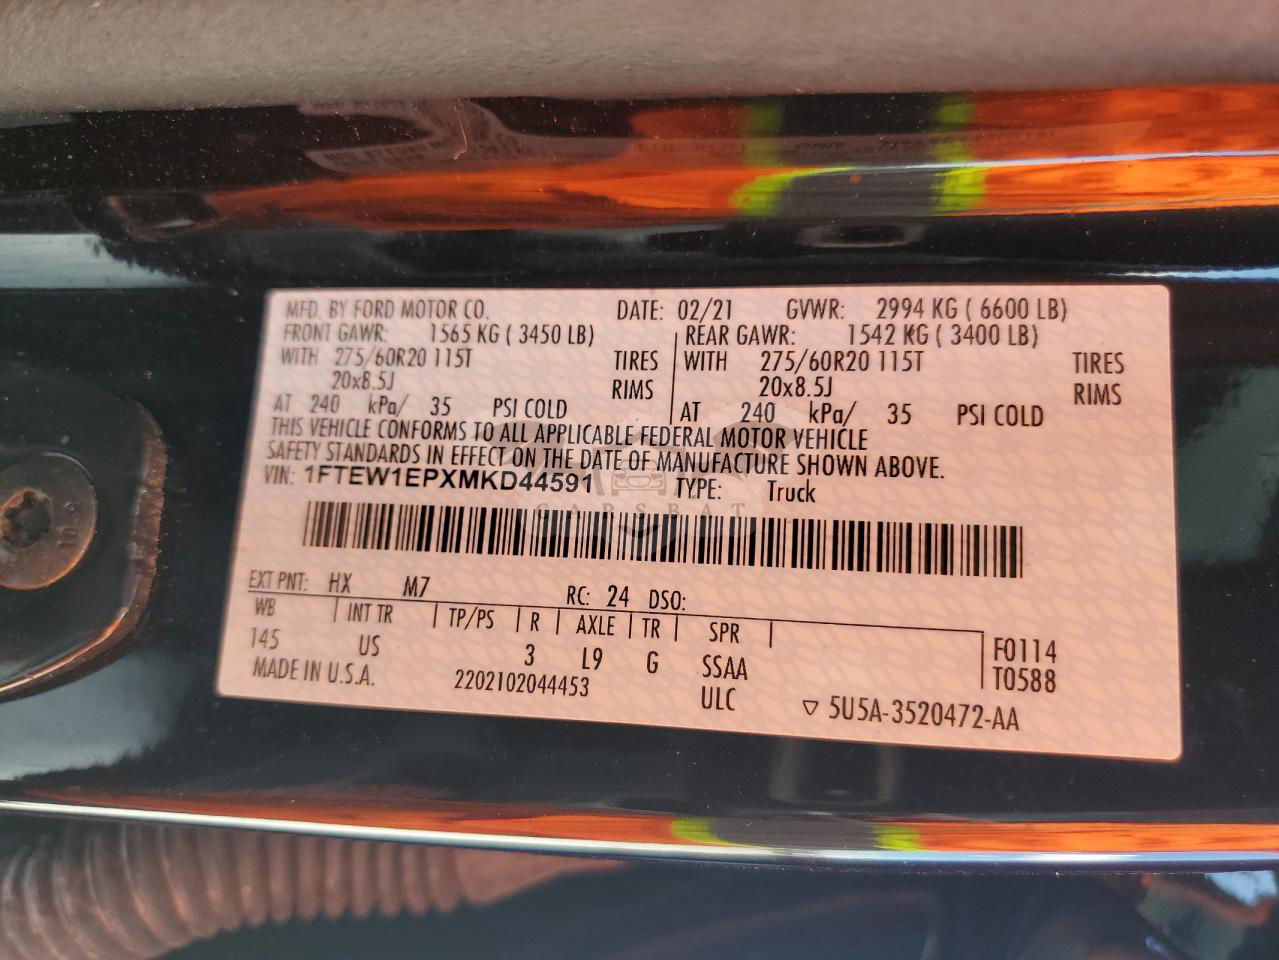 MFD. BY FORD MOTOR CO. DATE: 02/21 GVWR: 2994 KG ( 6600 LB)
FRONT GAWR: 1565 KG ( 3450 LB) REAR GAWR: 1542 KG ( 3400 LB)
WITH 275/60R20 115T TIRES WITH 275/60R20 115T TIRES
20x8.5J RIMS 20x8.5J RIMS
AT 240 kPa/ 35 PSI COLD AT 240 kPa/ 35 PSI COLD
THIS VEHICLE CONFORMS TO ALL APPLICABLE FEDERAL MOTOR VEHICLE
SAFETY STANDARDS IN EFFECT ON THE DATE OF MANUFACTURE SHOWN ABOVE.
VIN: 1FTEW1EPXMKD44591 TYPE: Truck
CARSBAT
EXT PNT: HX M7 RC: 24 DSO:
WB INT TR TP/PS R AXLE TR SPR F0114
145 US 3 L9 G SSAA T0588
MADE IN U.S.A. 2202102044453 ULC ▽ 5U5A-3520472-AA